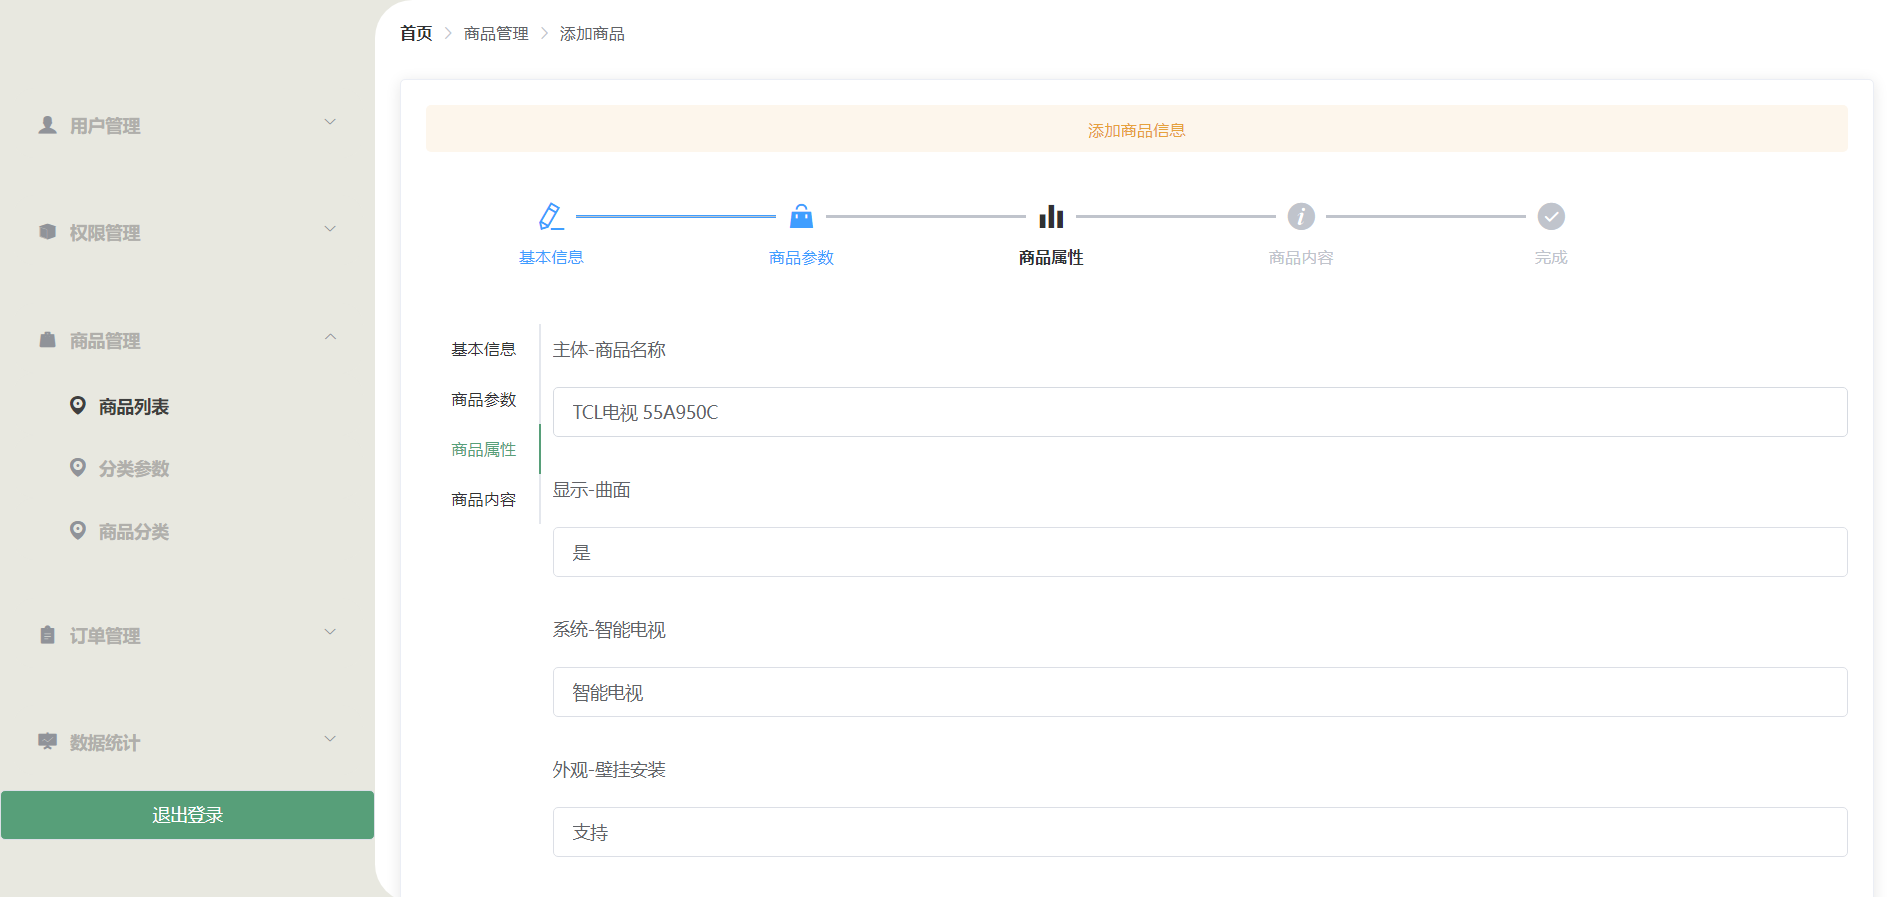 首页 > 商品管理 > 添加商品
用户管理
权限管理
商品管理
商品列表
分类参数
商品分类
订单管理
数据统计
退出登录
添加商品信息
基本信息 商品参数 商品属性 商品内容 完成
基本信息
商品参数
商品属性
商品内容
主体-商品名称
TCL电视 55A950C
显示-曲面
是
系统-智能电视
智能电视
外观-壁挂安装
支持